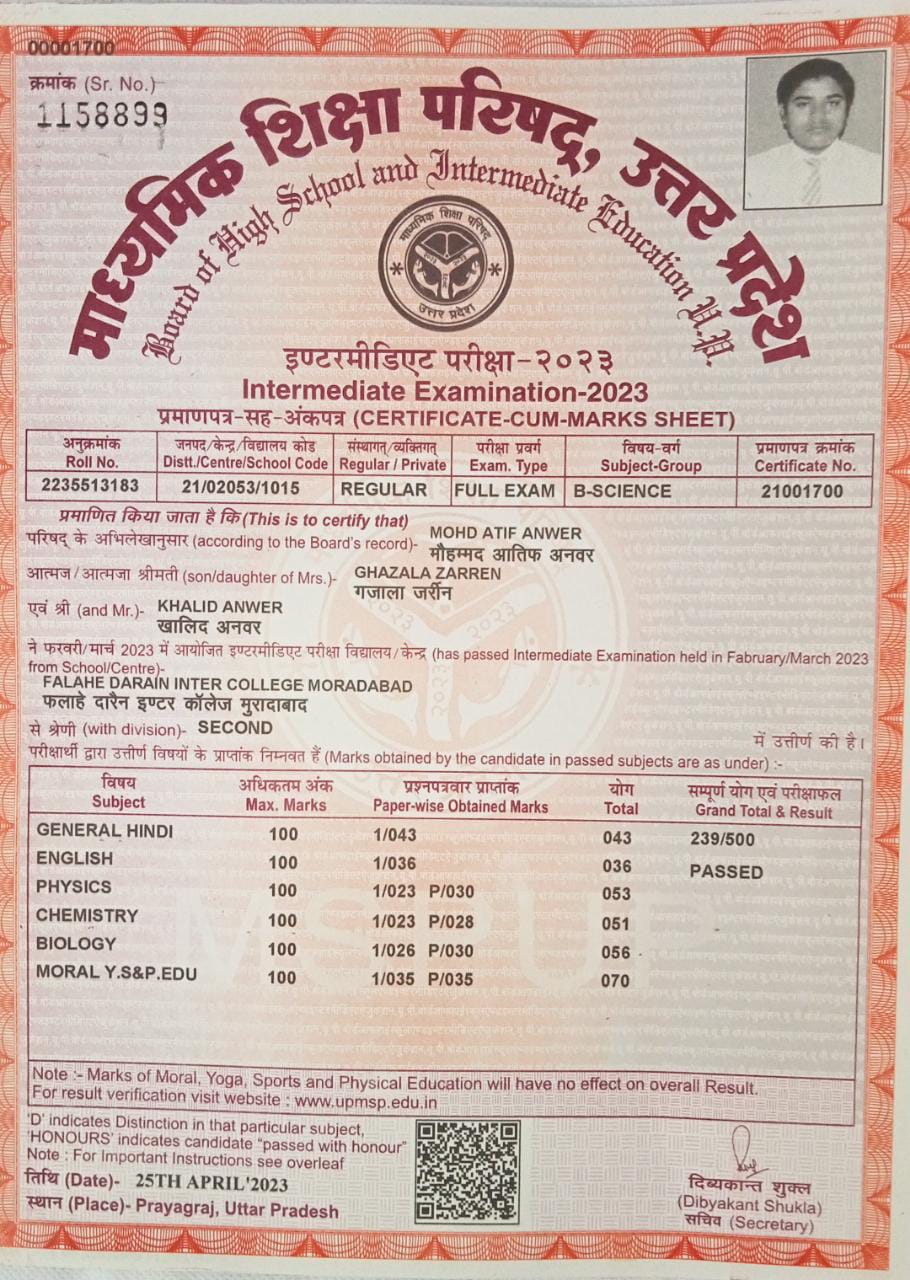 00001700
क्रमांक (Sr. No.)
1158899
माध्यमिक शिक्षा परिषद्, उत्तर प्रदेश
Board of High School and Intermediate Education U.P.
माध्यमिक शिक्षा परिषद
उत्तर प्रदेश
इण्टरमीडिएट परीक्षा-२०२३
Intermediate Examination-2023
प्रमाणपत्र-सह-अंकपत्र (CERTIFICATE-CUM-MARKS SHEET)
अनुक्रमांक जनपद/केन्द्र/विद्यालय कोड संस्थागत्/व्यक्तिगत् परीक्षा प्रवर्ग विषय-वर्ग प्रमाणपत्र क्रमांक
Roll No. Distt./Centre/School Code Regular / Private Exam. Type Subject-Group Certificate No.
2235513183 21/02053/1015 REGULAR FULL EXAM B-SCIENCE 21001700
प्रमाणित किया जाता है कि (This is to certify that)
परिषद् के अभिलेखानुसार (according to the Board's record)- MOHD ATIF ANWER
मौहम्मद आतिफ अनवर
आत्मज/आत्मजा श्रीमती (son/daughter of Mrs.)- GHAZALA ZARREN
गजाला जर्रीन
एवं श्री (and Mr.)- KHALID ANWER
खालिद अनवर
ने फरवरी/मार्च 2023 में आयोजित इण्टरमीडिएट परीक्षा विद्यालय/केन्द्र (has passed Intermediate Examination held in Fabruary/March 2023
from School/Centre)-
FALAHE DARAIN INTER COLLEGE MORADABAD
फलाहे दारैन इण्टर कॉलेज मुरादाबाद
से श्रेणी (with division)- SECOND में उत्तीर्ण की है।
परीक्षार्थी द्वारा उत्तीर्ण विषयों के प्राप्तांक निम्नवत हैं (Marks obtained by the candidate in passed subjects are as under) :-
विषय अधिकतम अंक प्रश्नपत्रवार प्राप्तांक योग सम्पूर्ण योग एवं परीक्षाफल
Subject Max. Marks Paper-wise Obtained Marks Total Grand Total & Result
GENERAL HINDI 100 1/043 043 239/500
ENGLISH 100 1/036 036 PASSED
PHYSICS 100 1/023 P/030 053
CHEMISTRY 100 1/023 P/028 051
BIOLOGY 100 1/026 P/030 056
MORAL Y.S&P.EDU 100 1/035 P/035 070
Note :- Marks of Moral, Yoga, Sports and Physical Education will have no effect on overall Result.
For result verification visit website : www.upmsp.edu.in
'D' indicates Distinction in that particular subject,
'HONOURS' indicates candidate "passed with honour"
Note : For Important Instructions see overleaf
तिथि (Date)- 25TH APRIL'2023
स्थान (Place)- Prayagraj, Uttar Pradesh
दिब्यकान्त शुक्ल
(Dibyakant Shukla)
सचिव (Secretary)